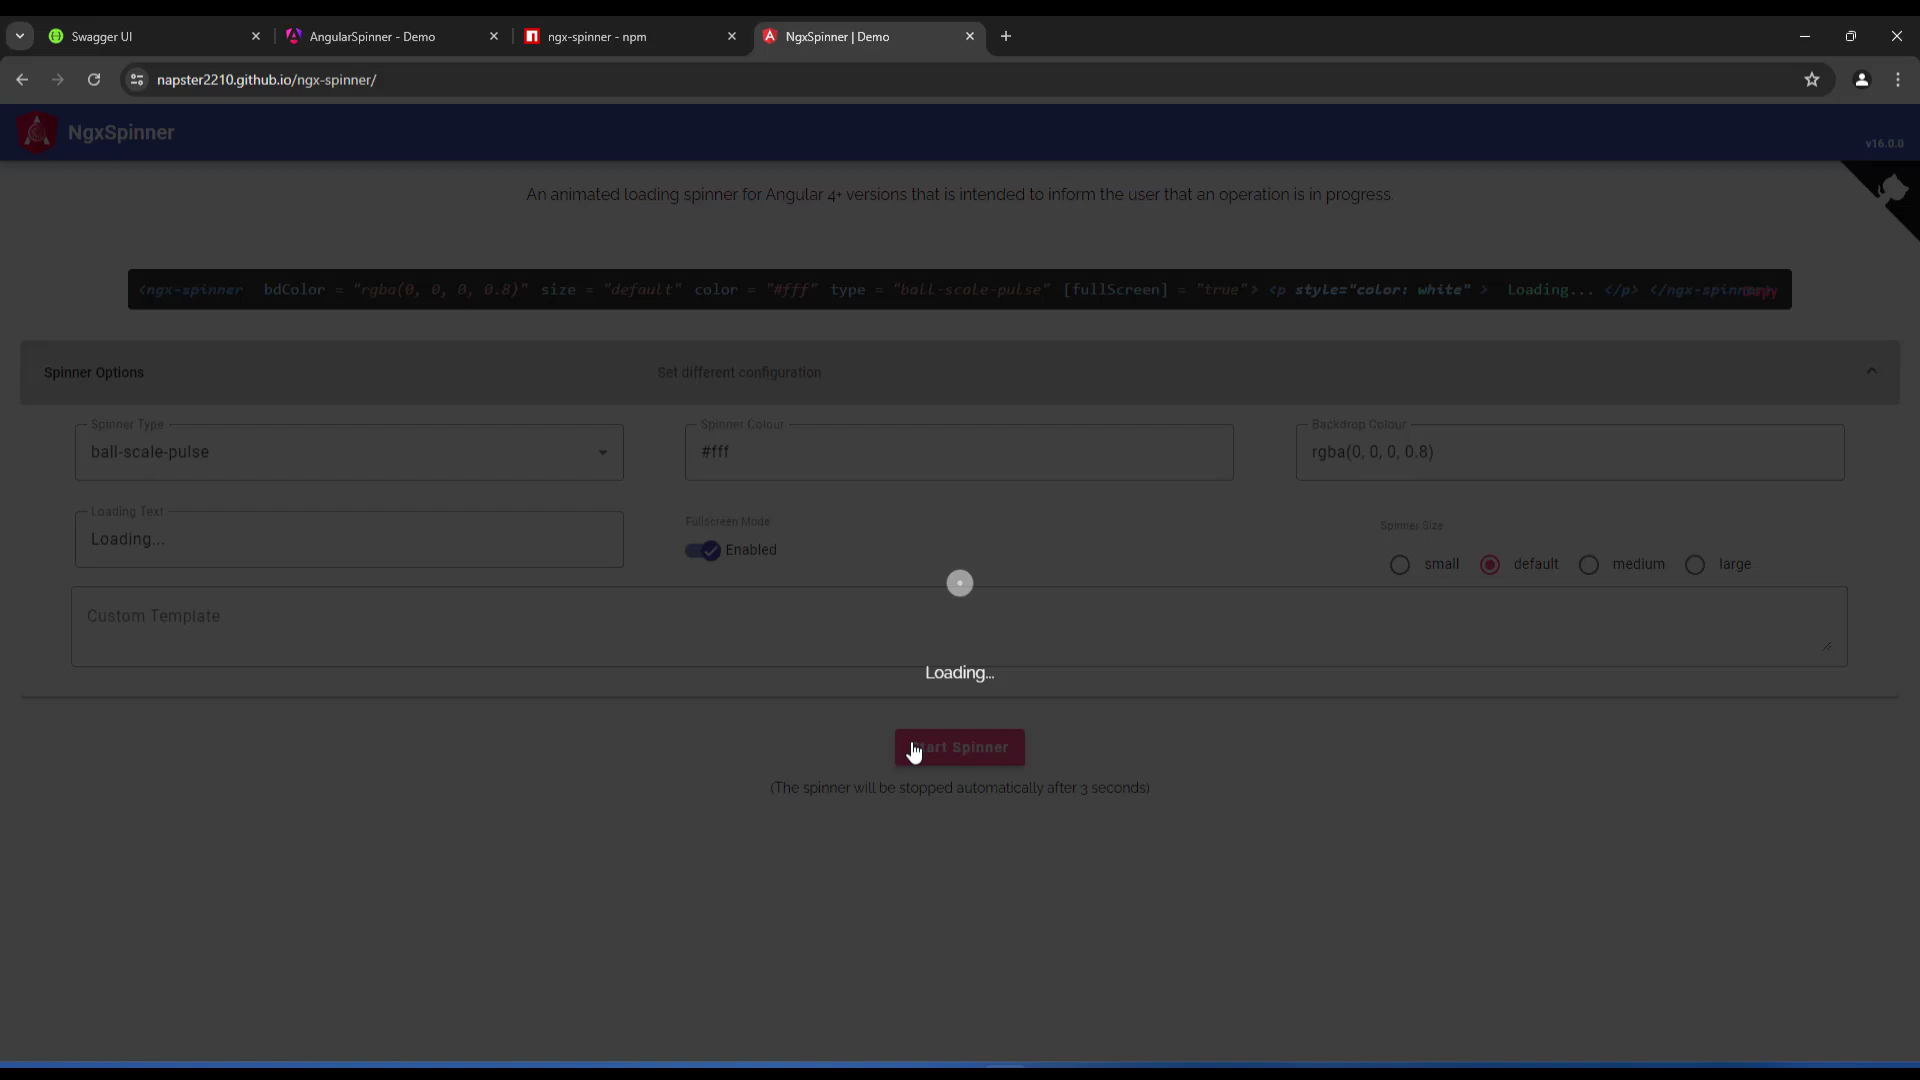 Swagger UI
AngularSpinner - Demo
ngx-spinner - npm
NgxSpinner | Demo
napster2210.github.io/ngx-spinner/
NgxSpinner
v16.0.0
An animated loading spinner for Angular 4+ versions that is intended to inform the user that an operation is in progress.
<ngx-spinner bdColor = "rgba(0, 0, 0, 0.8)" size = "default" color = "#fff" type = "ball-scale-pulse" [fullScreen] = "true"> <p style="color: white" > Loading... </p> </ngx-spinner>
Copy
Spinner Options
Set different configuration
Spinner Type
ball-scale-pulse
Spinner Colour
#fff
Backdrop Colour
rgba(0, 0, 0, 0.8)
Loading Text
Loading...
Fullscreen Mode
Enabled
Spinner Size
small default medium large
Custom Template
Loading...
Start Spinner
(The spinner will be stopped automatically after 3 seconds)